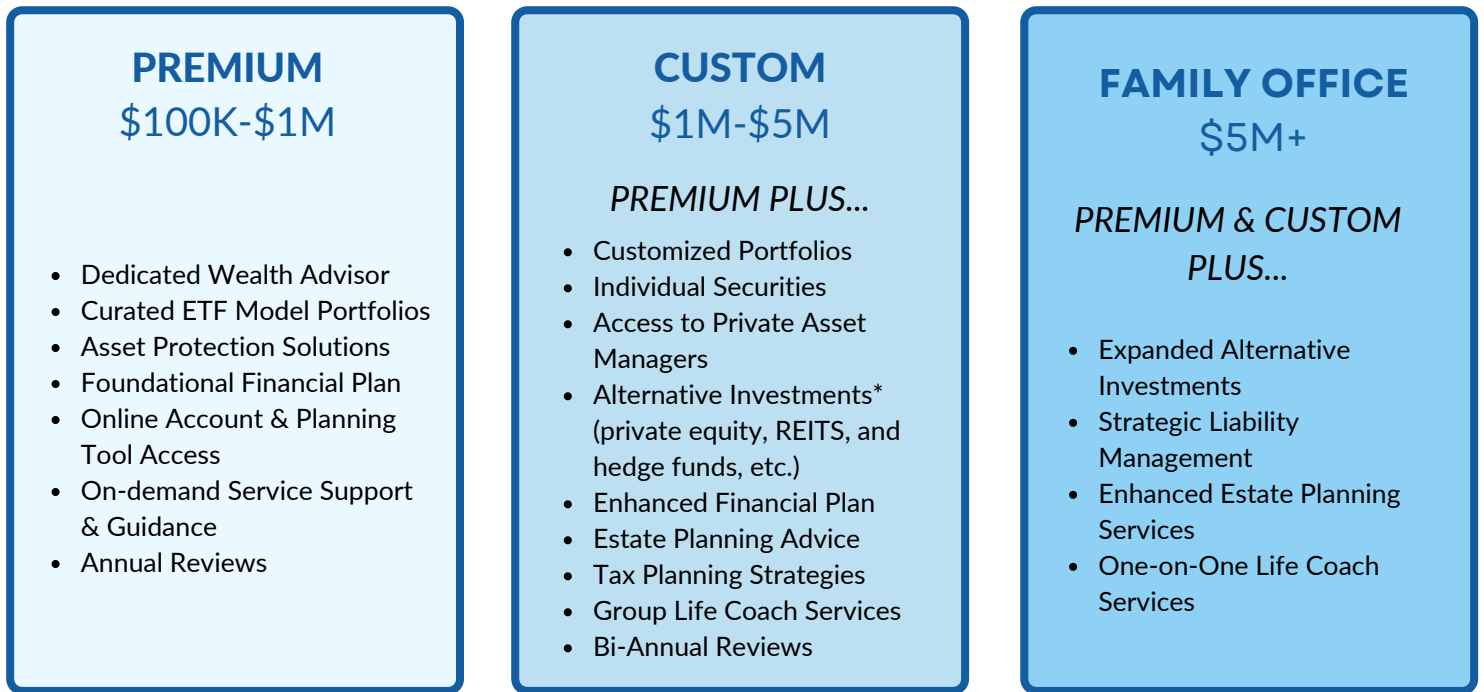 PREMIUM
$100K-$1M
• Dedicated Wealth Advisor
• Curated ETF Model Portfolios
• Asset Protection Solutions
• Foundational Financial Plan
• Online Account & Planning
Tool Access
• On-demand Service Support
& Guidance
• Annual Reviews
CUSTOM
$1M-$5M
PREMIUM PLUS...
• Customized Portfolios
• Individual Securities
• Access to Private Asset
Managers
• Alternative Investments*
(private equity, REITS, and
hedge funds, etc.)
• Enhanced Financial Plan
• Estate Planning Advice
• Tax Planning Strategies
• Group Life Coach Services
• Bi-Annual Reviews
FAMILY OFFICE
$5M+
PREMIUM & CUSTOM
PLUS...
• Expanded Alternative
Investments
• Strategic Liability
Management
• Enhanced Estate Planning
Services
• One-on-One Life Coach
Services